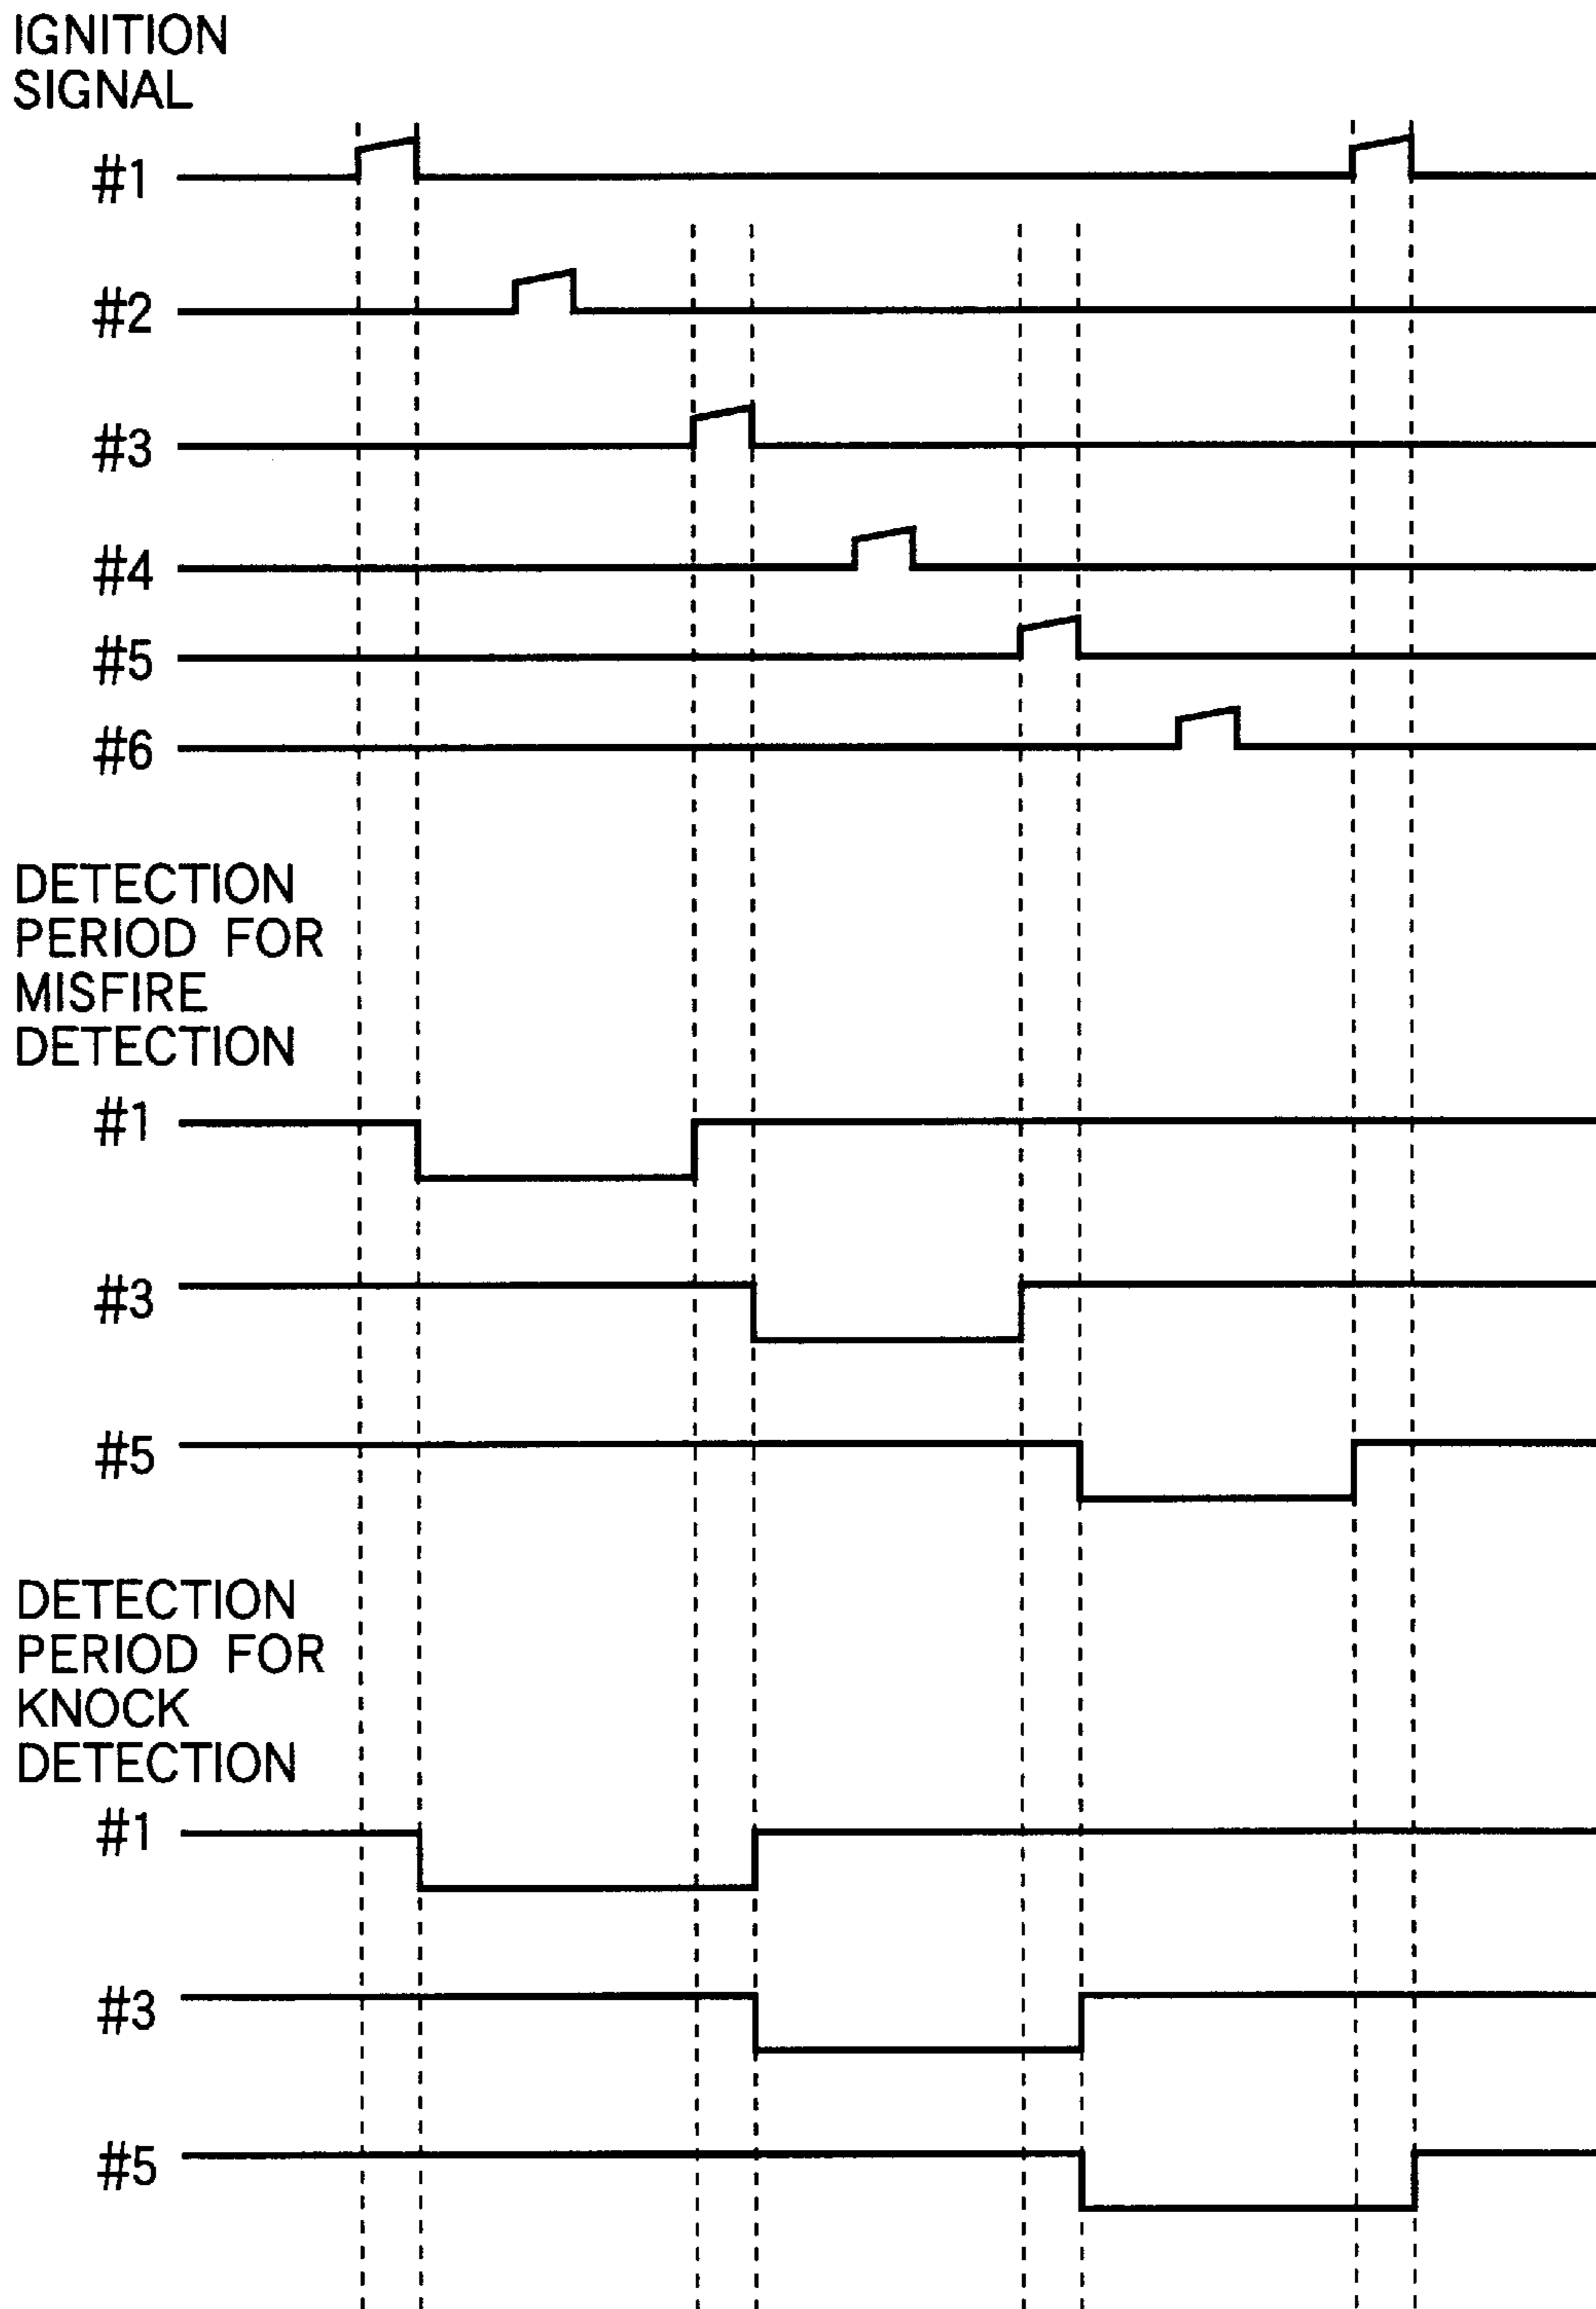 IGNITION
SIGNAL
#1
#2
#3
#4
#5
#6
DETECTION
PERIOD FOR
MISFIRE
DETECTION
#1
#3
#5
DETECTION
PERIOD FOR
KNOCK
DETECTION
#1
#3
#5